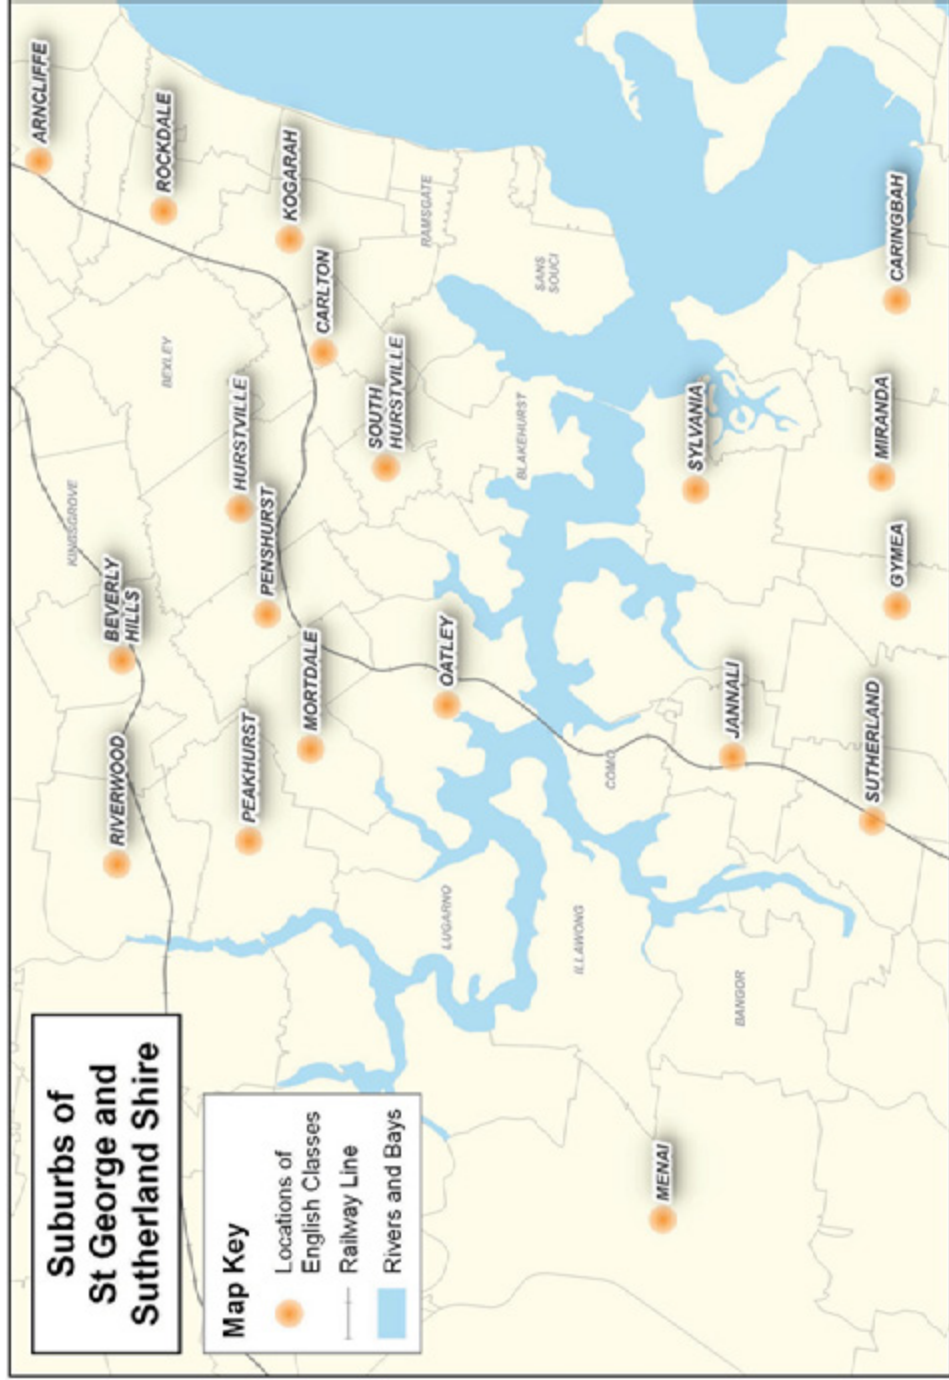 Suburbs of
St George and
Sutherland Shire
Map Key
Locations of
English Classes
Railway Line
Rivers and Bays
ARNCLIFFE
ROCKDALE
KOGARAH
CARLTON
RAMSGATE
SANS
SOUCI
BEXLEY
KINGSGROVE
BEVERLY
HILLS
HURSTVILLE
PENSHURST
SOUTH
HURSTVILLE
BLAKEHURST
RIVERWOOD
PEAKHURST
MORTDALE
OATLEY
LUGARNO
ILLAWONG
COMO
BANGOR
MENAI
JANNALI
SUTHERLAND
SYLVANIA
GYMEA
MIRANDA
CARINGBAH